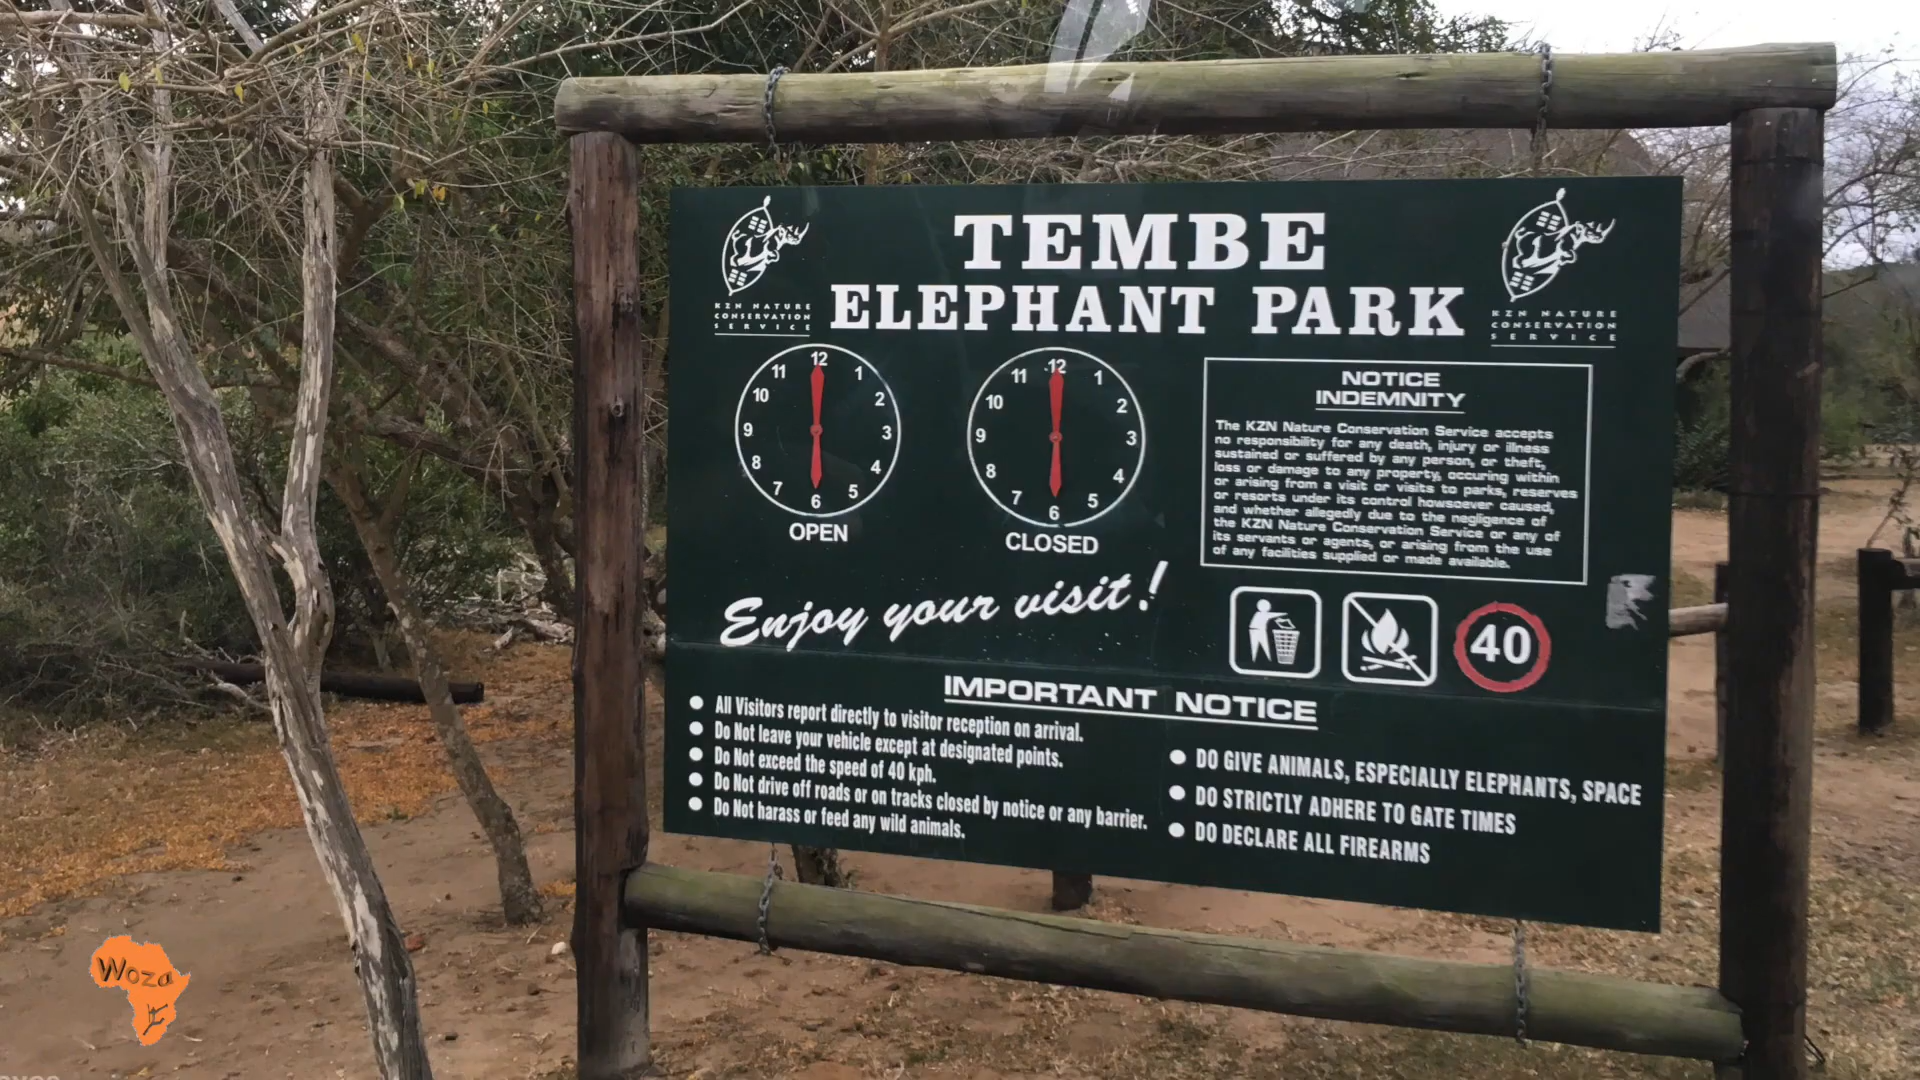 TEMBE
ELEPHANT PARK
KZN NATURE
CONSERVATION
SERVICE
KZN NATURE
CONSERVATION
SERVICE
12
1
2
3
4
5
6
7
8
9
10
11
OPEN
12
1
2
3
4
5
6
7
8
9
10
11
CLOSED
NOTICE
INDEMNITY
The KZN Nature Conservation Service accepts
no responsibility for any death, injury or illness
sustained or suffered by any person, or theft,
loss or damage to any property, occuring within
or arising from a visit or visits to parks, reserves
or resorts under its control howsoever caused,
and whether allegedly due to the negligence of
the KZN Nature Conservation Service or any of
its servants or agents, or arising from the use
of any facilities supplied or made available.
Enjoy your visit!
40
IMPORTANT NOTICE
All Visitors report directly to visitor reception on arrival.
Do Not leave your vehicle except at designated points.
Do Not exceed the speed of 40 kph.
Do Not drive off roads or on tracks closed by notice or any barrier.
Do Not harass or feed any wild animals.
DO GIVE ANIMALS, ESPECIALLY ELEPHANTS, SPACE
DO STRICTLY ADHERE TO GATE TIMES
DO DECLARE ALL FIREARMS
Woza